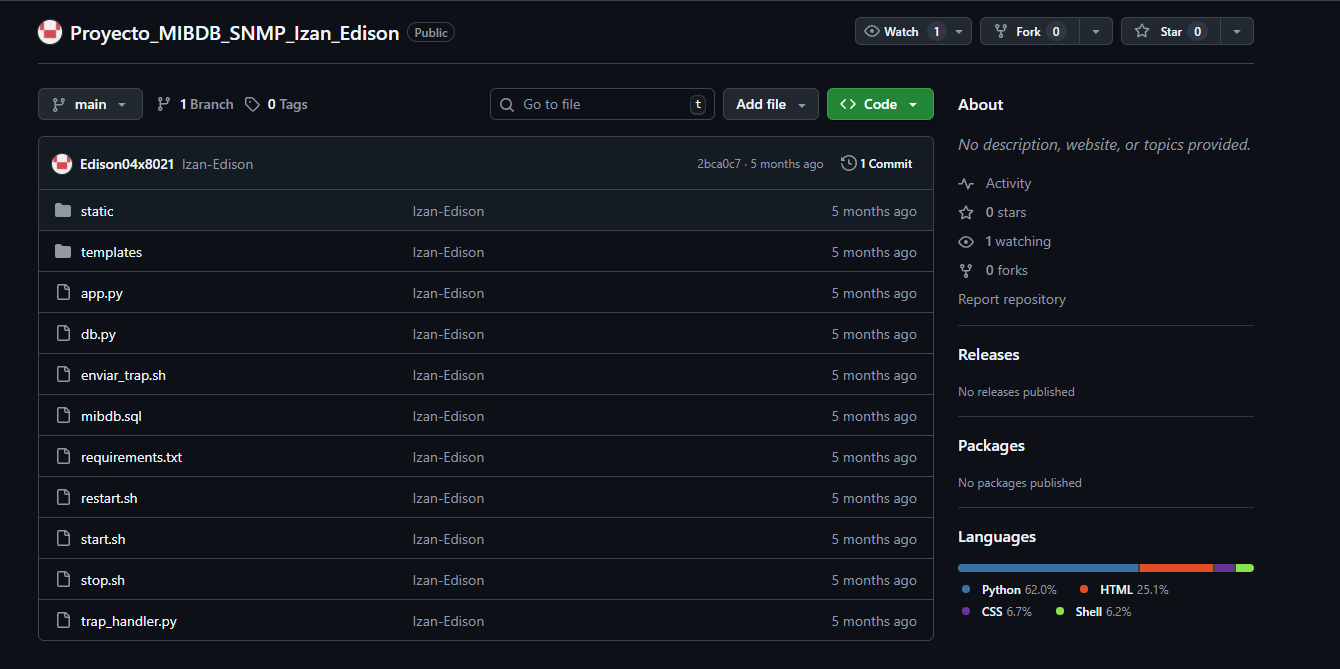 Proyecto_MIBDB_SNMP_Izan_Edison Public Watch 1 Fork 0 Star 0
main 1 Branch 0 Tags Go to file t Add file Code
Edison04x8021 Izan-Edison 2bca0c7 · 5 months ago 1 Commit
static Izan-Edison 5 months ago
templates Izan-Edison 5 months ago
app.py Izan-Edison 5 months ago
db.py Izan-Edison 5 months ago
enviar_trap.sh Izan-Edison 5 months ago
mibdb.sql Izan-Edison 5 months ago
requirements.txt Izan-Edison 5 months ago
restart.sh Izan-Edison 5 months ago
start.sh Izan-Edison 5 months ago
stop.sh Izan-Edison 5 months ago
trap_handler.py Izan-Edison 5 months ago
About
No description, website, or topics provided.
Activity
0 stars
1 watching
0 forks
Report repository
Releases
No releases published
Packages
No packages published
Languages
Python 62.0% HTML 25.1%
CSS 6.7% Shell 6.2%